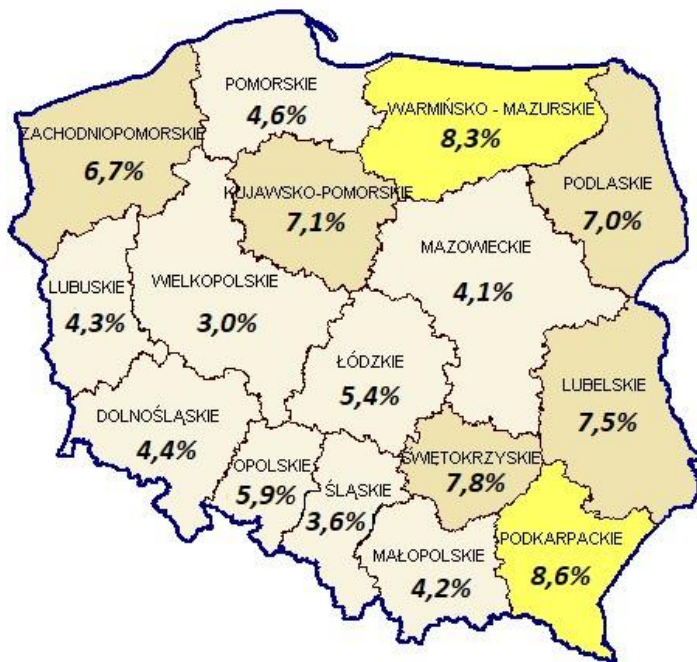 POMORSKIE
4,6%
WARMIŃSKO - MAZURSKIE
8,3%
ZACHODNIOPOMORSKIE
6,7%
KUJAWSKO-POMORSKIE
7,1%
PODLASKIE
7,0%
MAZOWIECKIE
4,1%
LUBUSKIE
4,3%
WIELKOPOLSKIE
3,0%
ŁÓDZKIE
5,4%
LUBELSKIE
7,5%
DOLNOŚLĄSKIE
4,4%
OPOLSKIE
5,9%
ŚLĄSKIE
3,6%
ŚWIĘTOKRZYSKIE
7,8%
MAŁOPOLSKIE
4,2%
PODKARPACKIE
8,6%